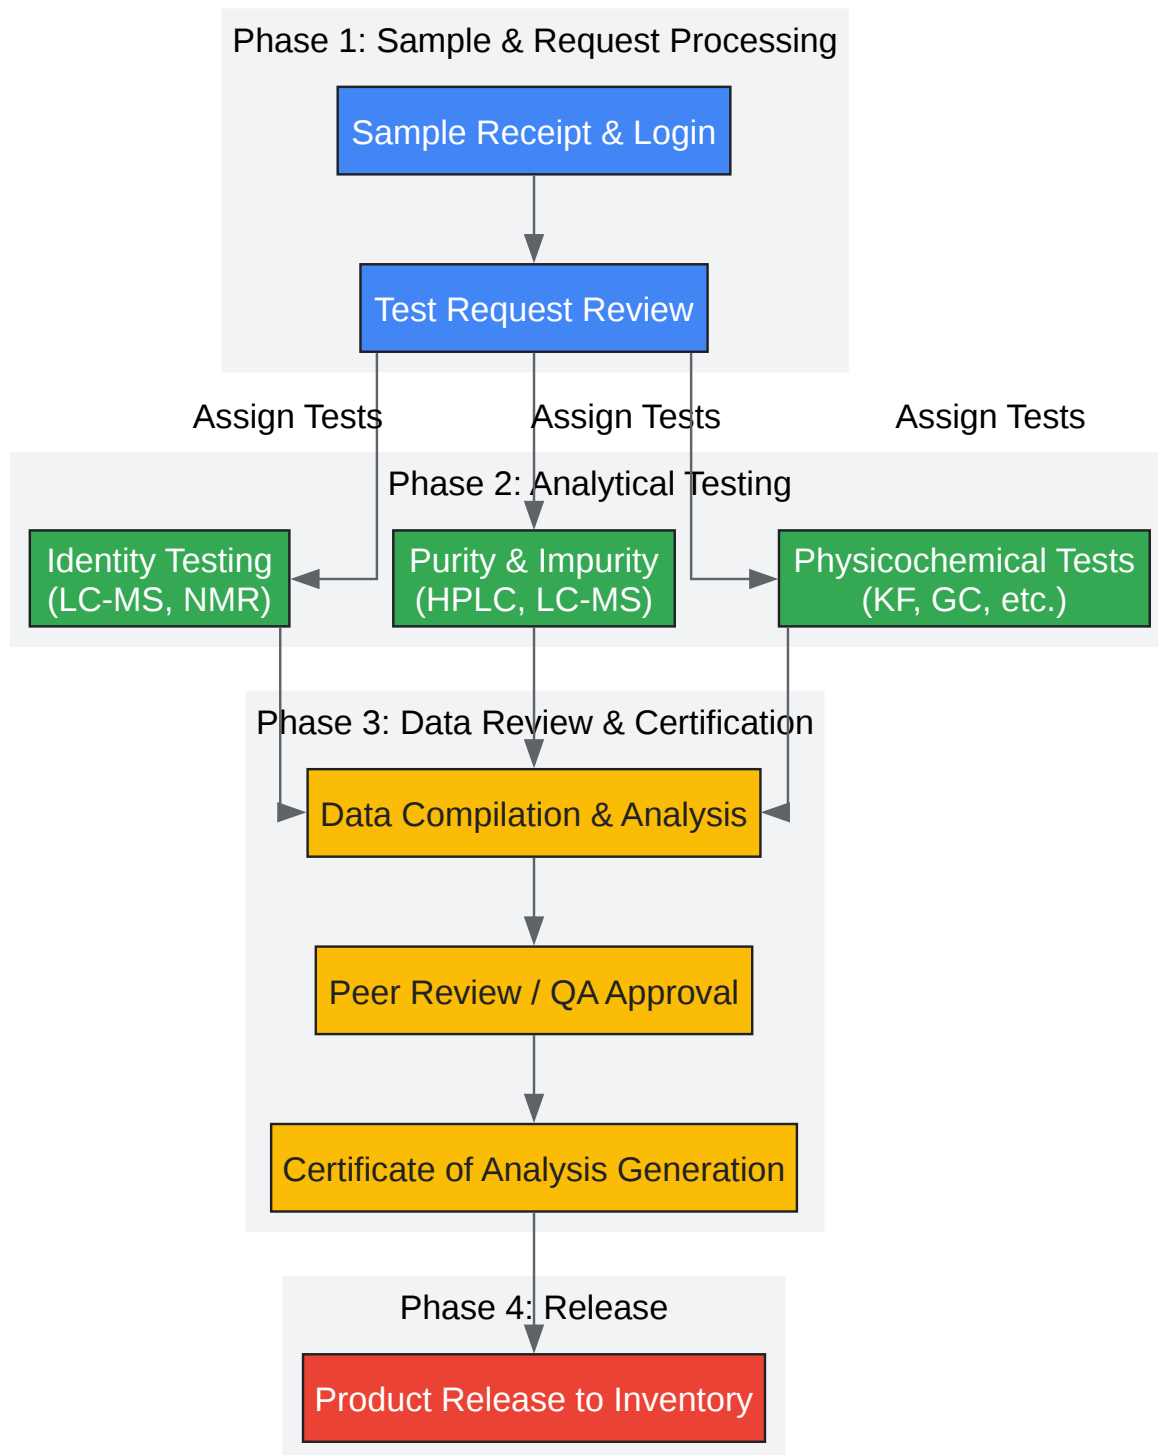 Phase 1: Sample & Request Processing
Sample Receipt & Login
Test Request Review
Assign Tests
Assign Tests
Assign Tests
Phase 2: Analytical Testing
Identity Testing
(LC-MS, NMR)
Purity & Impurity
(HPLC, LC-MS)
Physicochemical Tests
(KF, GC, etc.)
Phase 3: Data Review & Certification
Data Compilation & Analysis
Peer Review / QA Approval
Certificate of Analysis Generation
Phase 4: Release
Product Release to Inventory